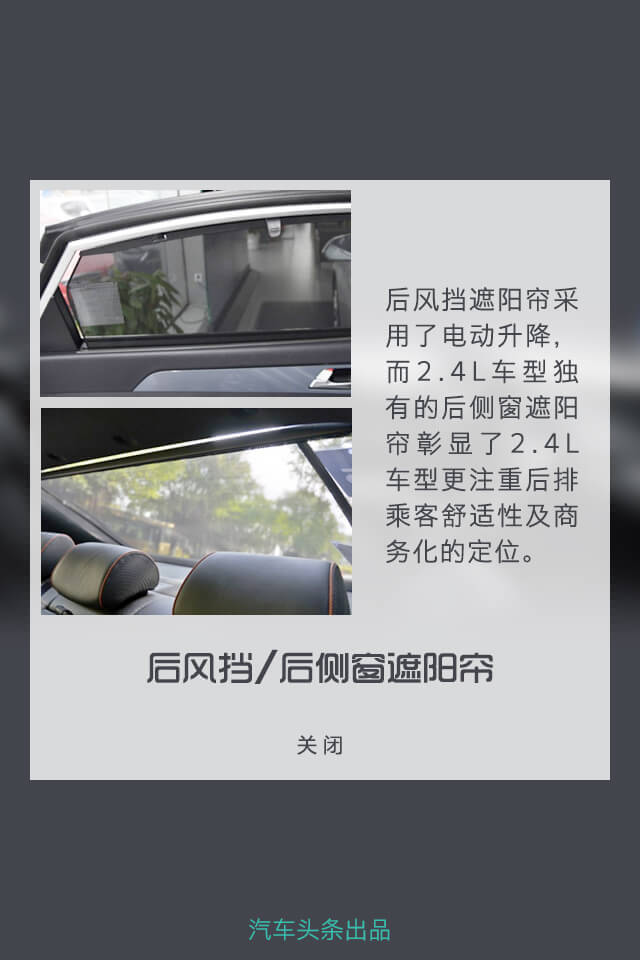 后风挡遮阳帘采
用了电动升降，
而2.4L车型独
有的后侧窗遮阳
帘彰显了2.4L
车型更注重后排
乘客舒适性及商
务化的定位。
后风挡/后侧窗遮阳帘
关闭
汽车头条出品